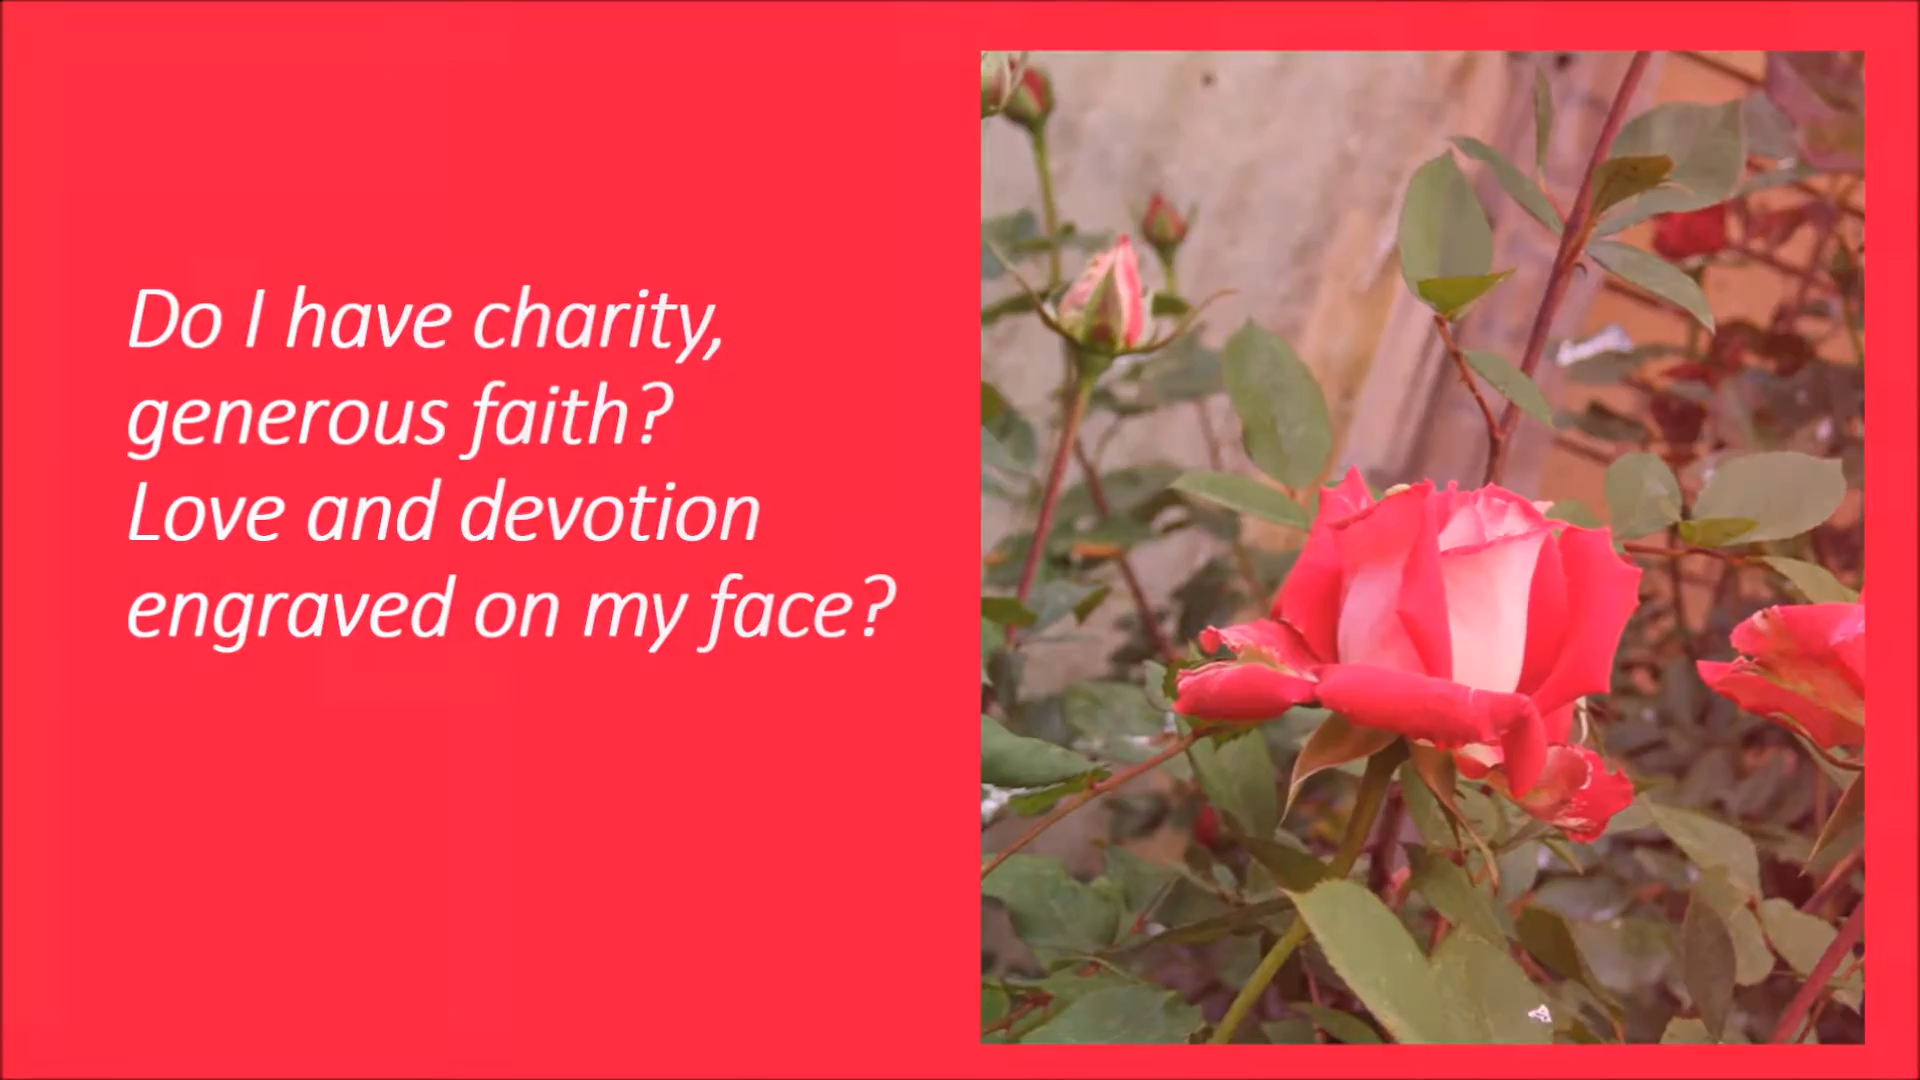 Do I have charity,
generous faith?
Love and devotion
engraved on my face?